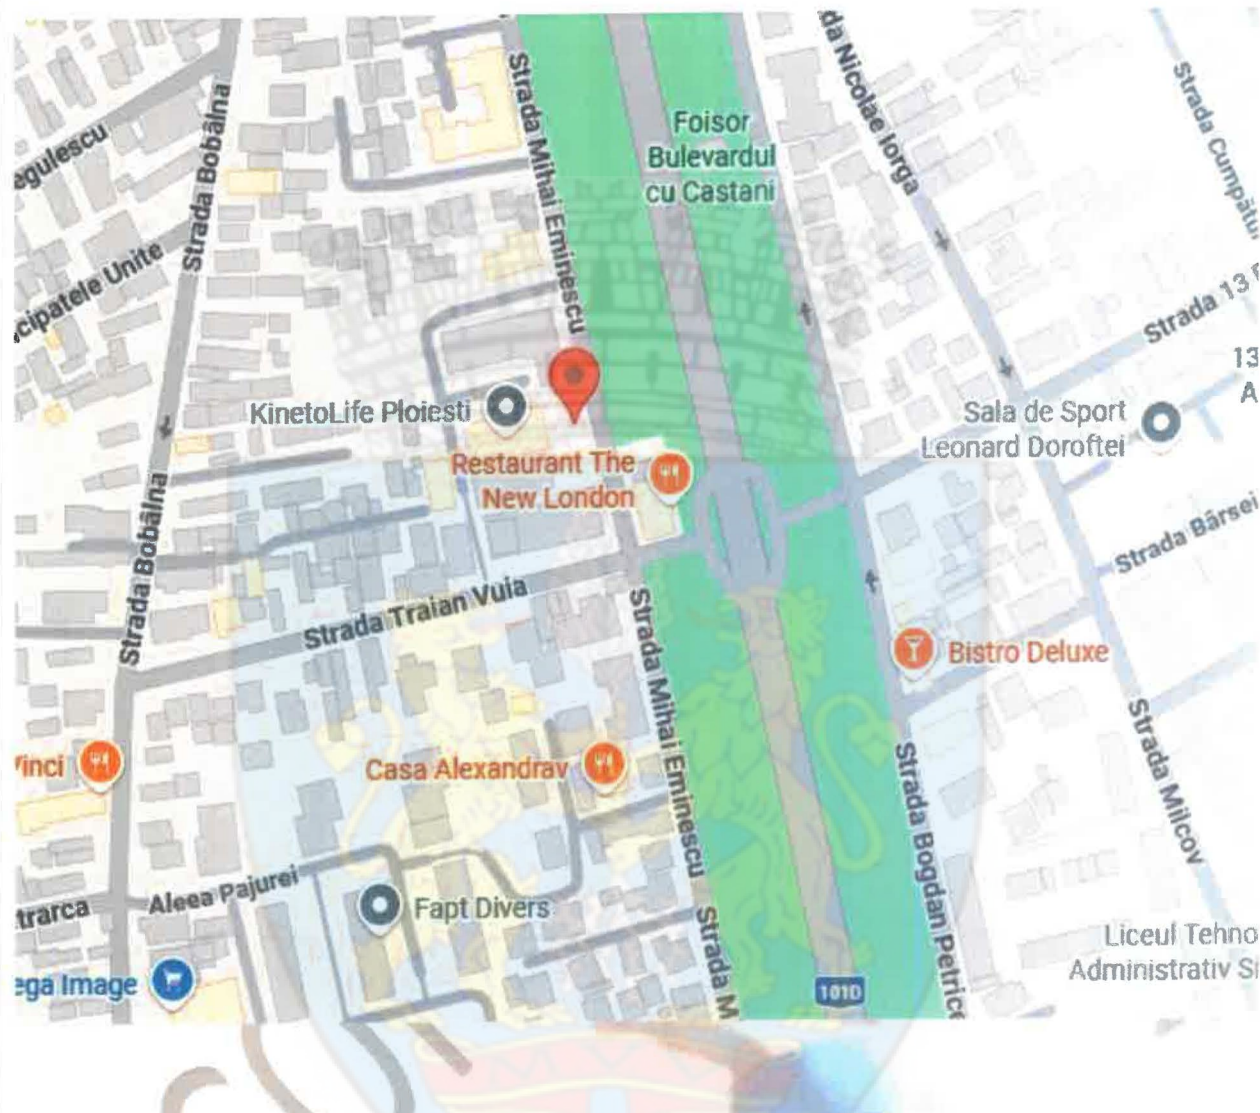 da Nicolae Iorga
Strada Cumpătu
Strada Mihai Eminescu
Foisor
Bulevardul
cu Castani
Strada Bobâlna
egulescu
cipatele Unite
Strada 13
13
A
KinetoLife Ploiesti
Sala de Sport
Leonard Doroftei
Restaurant The
New London
Strada Bobâlna
Strada Bârsei
Strada Traian Vuia
Strada Mihai Eminescu
Bistro Deluxe
Vinci
Casa Alexandrav
Strada Milcov
Strada Bogdan Petrice
Aleea Pajurei
trarca
Fapt Divers
Strada M
Liceul Tehno
Administrativ Și
ega Image
101D